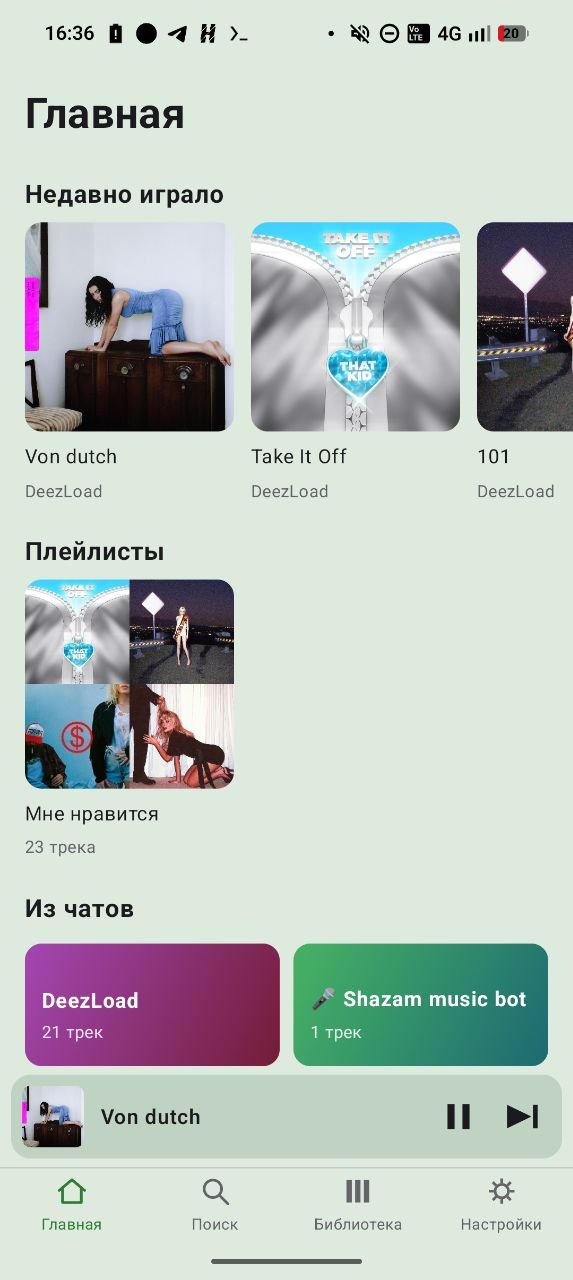 16:36
Vo
LTE
4G
20
Главная
Недавно играло
TAKE IT
OFF
THAT
KID
Von dutch
Take It Off
101
DeezLoad
DeezLoad
DeezLoad
Плейлисты
TAKE IT
OFF
THAT
KID
$
Мне нравится
23 трека
Из чатов
DeezLoad
🎤 Shazam music bot
21 трек
1 трек
Von dutch
Главная
Поиск
Библиотека
Настройки